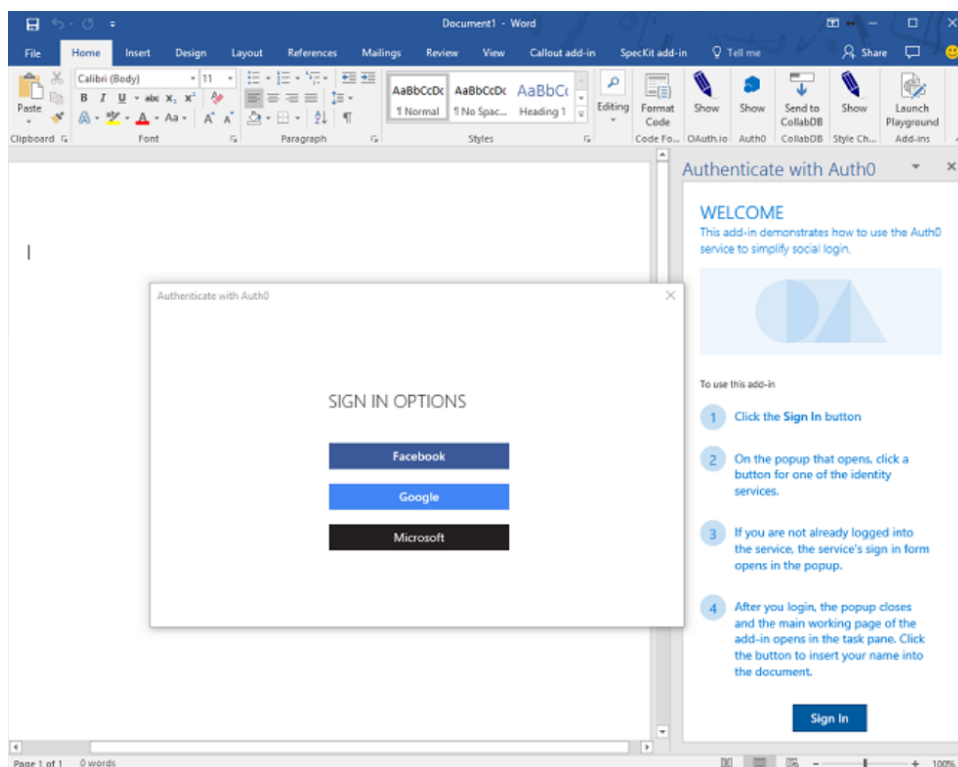 Document1 - Word
File Home Insert Design Layout References Mailings Review View Callout add-in SpecKit add-in Tell me Share
Calibri (Body) 11
Paste
B I U abc X₂ X²
Aa A A
AaBbCcDc AaBbCcDc AaBbCc
¶ Normal ¶ No Spac... Heading 1
Editing
Format Code
Show
Show
Send to CollabDB
Show
Launch Playground
Clipboard Font Paragraph Styles Code Fo... OAuth.io Auth0 CollabDB Style Ch... Add-ins
Authenticate with Auth0
WELCOME
This add-in demonstrates how to use the Auth0
service to simplify social login.
To use this add-in
1 Click the Sign In button
2 On the popup that opens, click a
button for one of the identity
services.
3 If you are not already logged into
the service, the service's sign in form
opens in the popup.
4 After you login, the popup closes
and the main working page of the
add-in opens in the task pane. Click
the button to insert your name into
the document.
Sign In
Authenticate with Auth0
SIGN IN OPTIONS
Facebook
Google
Microsoft
Page 1 of 1 0 words
100%